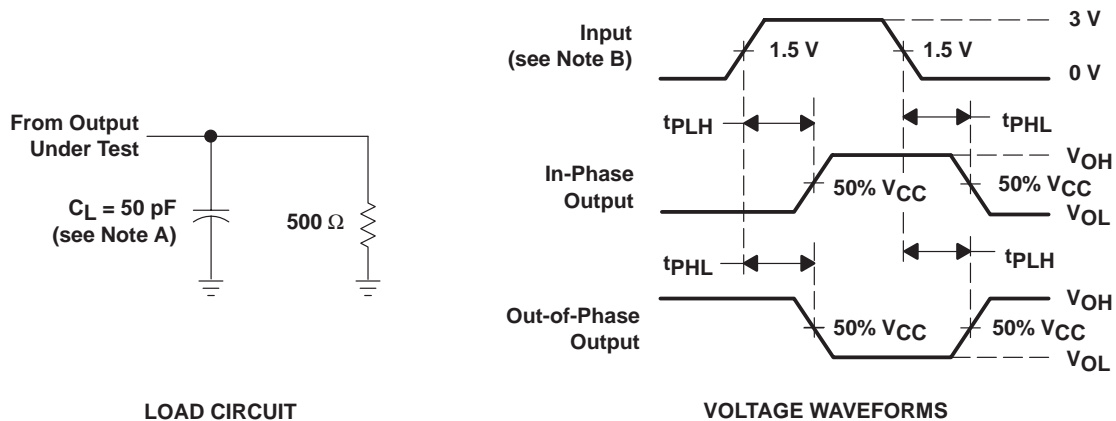 From Output
Under Test
CL = 50 pF
(see Note A)
500 Ω
LOAD CIRCUIT
Input
(see Note B)
1.5 V
1.5 V
3 V
0 V
tPLH
tPHL
In-Phase
Output
50% VCC
50% VCC
VOH
VOL
tPHL
tPLH
Out-of-Phase
Output
50% VCC
50% VCC
VOH
VOL
VOLTAGE WAVEFORMS